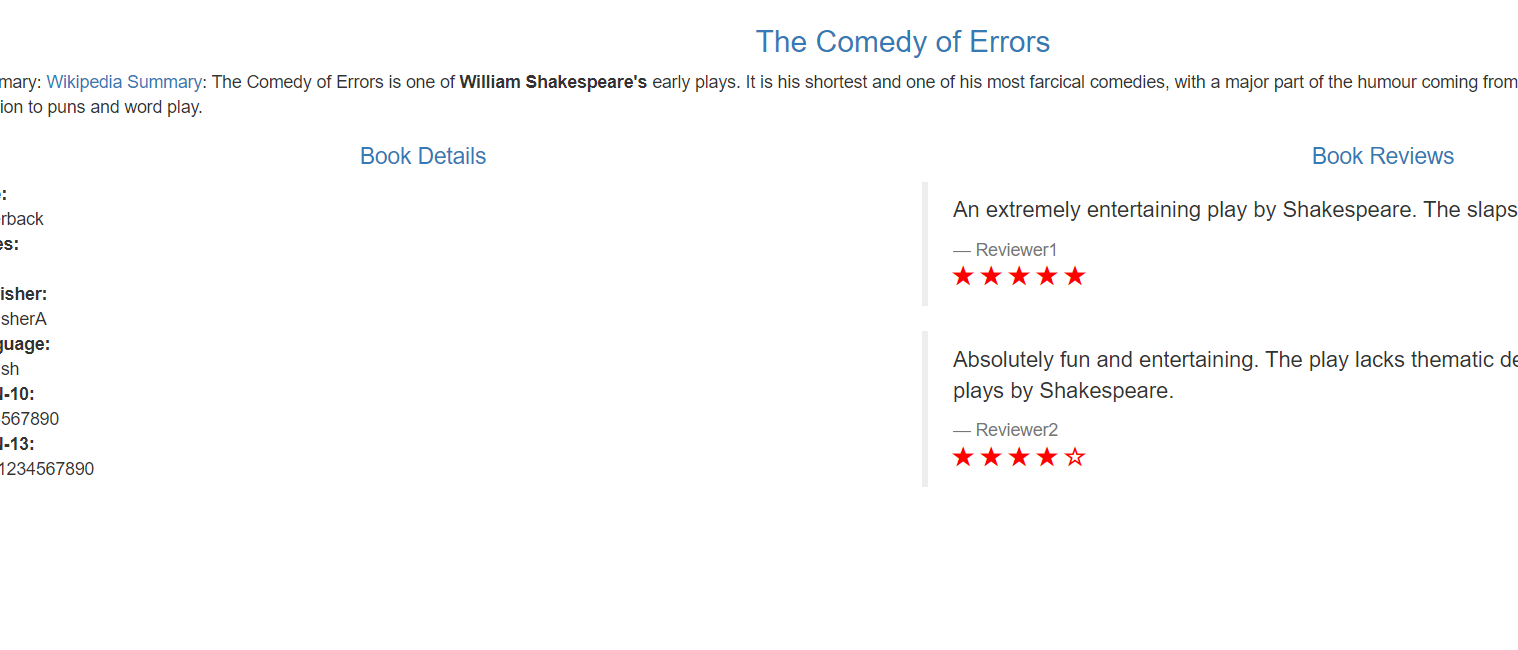 The Comedy of Errors
mary: Wikipedia Summary: The Comedy of Errors is one of William Shakespeare's early plays. It is his shortest and one of his most farcical comedies, with a major part of the humour coming from
ion to puns and word play.
Book Details
:
rback
es:
isher:
sherA
guage:
sh
-10:
567890
-13:
1234567890
Book Reviews
An extremely entertaining play by Shakespeare. The slaps
— Reviewer1
★ ★ ★ ★ ★
Absolutely fun and entertaining. The play lacks thematic de
plays by Shakespeare.
— Reviewer2
★ ★ ★ ★ ☆